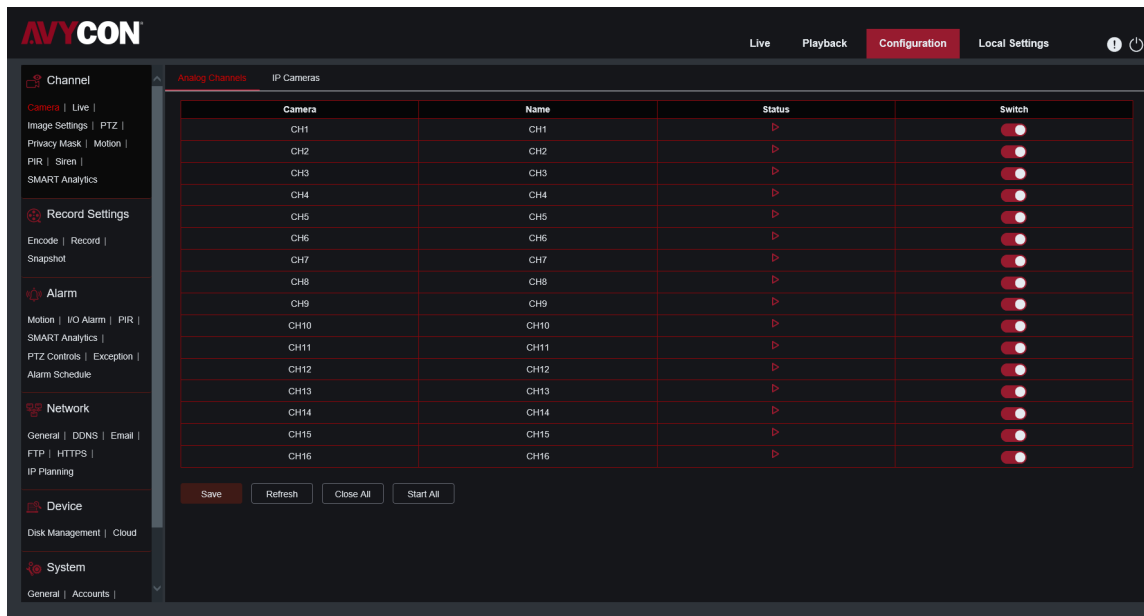 AVYCON
Live Playback Configuration Local Settings
Channel
Camera | Live |
Image Settings | PTZ |
Privacy Mask | Motion |
PIR | Siren |
SMART Analytics
Record Settings
Encode | Record |
Snapshot
Alarm
Motion | I/O Alarm | PIR |
SMART Analytics |
PTZ Controls | Exception |
Alarm Schedule
Network
General | DDNS | Email |
FTP | HTTPS |
IP Planning
Device
Disk Management | Cloud
System
General | Accounts |
Analog Channels IP Cameras
Camera Name Status Switch
CH1 CH1
CH2 CH2
CH3 CH3
CH4 CH4
CH5 CH5
CH6 CH6
CH7 CH7
CH8 CH8
CH9 CH9
CH10 CH10
CH11 CH11
CH12 CH12
CH13 CH13
CH14 CH14
CH15 CH15
CH16 CH16
Save Refresh Close All Start All